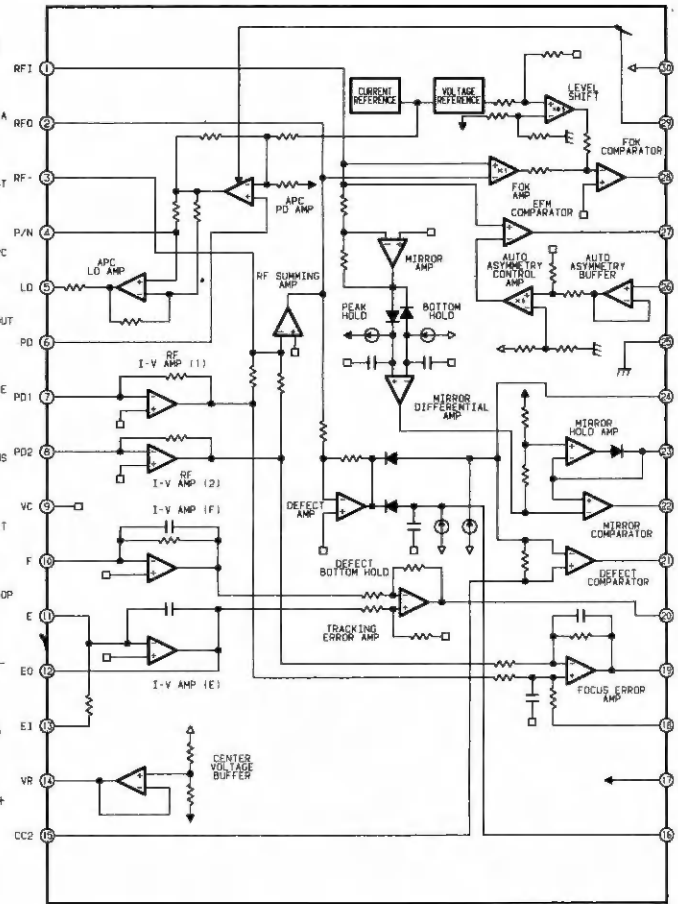 RFI 1
30
CURRENT
REFERENCE
VOLTAGE
REFERENCE
LEVEL
SHIFT
A
RFO 2
29
FOK
COMPARATOR
ST
RF- 3
28
APC
PD AMP
FOK
AMP
EFM
COMPARATOR
P/N 4
27
PC
APC
LD AMP
RF SUMMING
AMP
MIRROR
AMP
AUTO
ASYMMETRY
CONTROL
AMP
AUTO
ASYMMETRY
BUFFER
LD 5
26
PEAK
HOLD
BOTTOM
HOLD
OUT
PD 6
25
RF
I-V AMP (1)
E
PD1 7
24
MIRROR
DIFFERENTIAL
AMP
MIRROR
HOLD AMP
NS
PD2 8
23
RF
I-V AMP (2)
VC 9
22
I-V AMP (F)
DEFECT
AMP
MIRROR
COMPARATOR
T
F 10
21
DEFECT
BOTTOM HOLD
DEFECT
COMPARATOR
OP
E 11
20
TRACKING
ERROR AMP
EO 12
19
I-V AMP (E)
FOCUS ERROR
AMP
EI 13
18
CENTER
VOLTAGE
BUFFER
VR 14
17
+
CC2 15
16